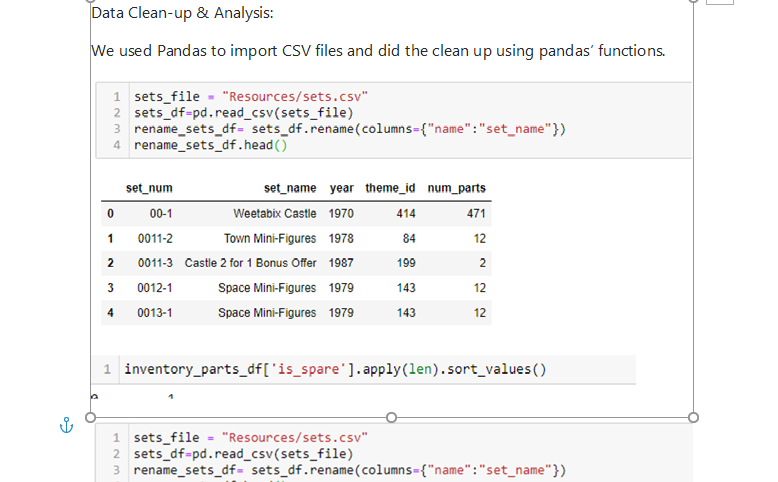 Data Clean-up & Analysis:
We used Pandas to import CSV files and did the clean up using pandas’ functions.
1 sets_file = "Resources/sets.csv"
2 sets_df=pd.read_csv(sets_file)
3 rename_sets_df= sets_df.rename(columns={"name":"set_name"})
4 rename_sets_df.head()
set_num set_name year theme_id num_parts
0 00-1 Weetabix Castle 1970 414 471
1 0011-2 Town Mini-Figures 1978 84 12
2 0011-3 Castle 2 for 1 Bonus Offer 1987 199 2
3 0012-1 Space Mini-Figures 1979 143 12
4 0013-1 Space Mini-Figures 1979 143 12
1 inventory_parts_df['is_spare'].apply(len).sort_values()
1 sets_file = "Resources/sets.csv"
2 sets_df=pd.read_csv(sets_file)
3 rename_sets_df= sets_df.rename(columns={"name":"set_name"})